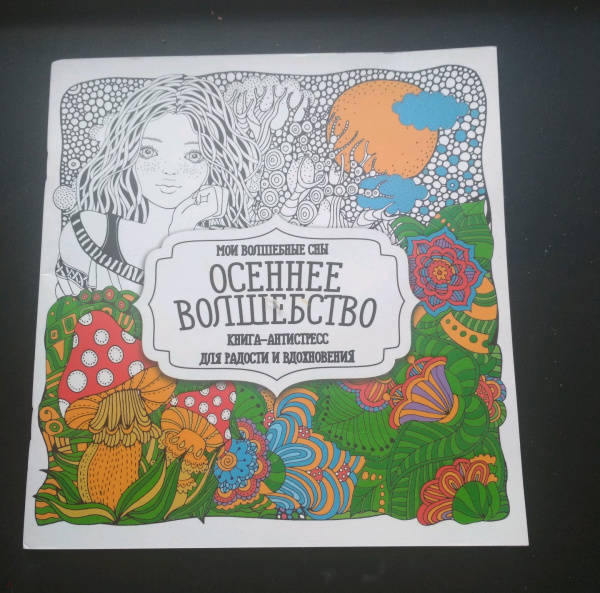 МОИ ВОЛШЕБНЫЕ СНЫ
ОСЕННЕЕ
ВОЛШЕБСТВО
КНИГА-АНТИСТРЕСС
ДЛЯ РАДОСТИ И ВДОХНОВЕНИЯ